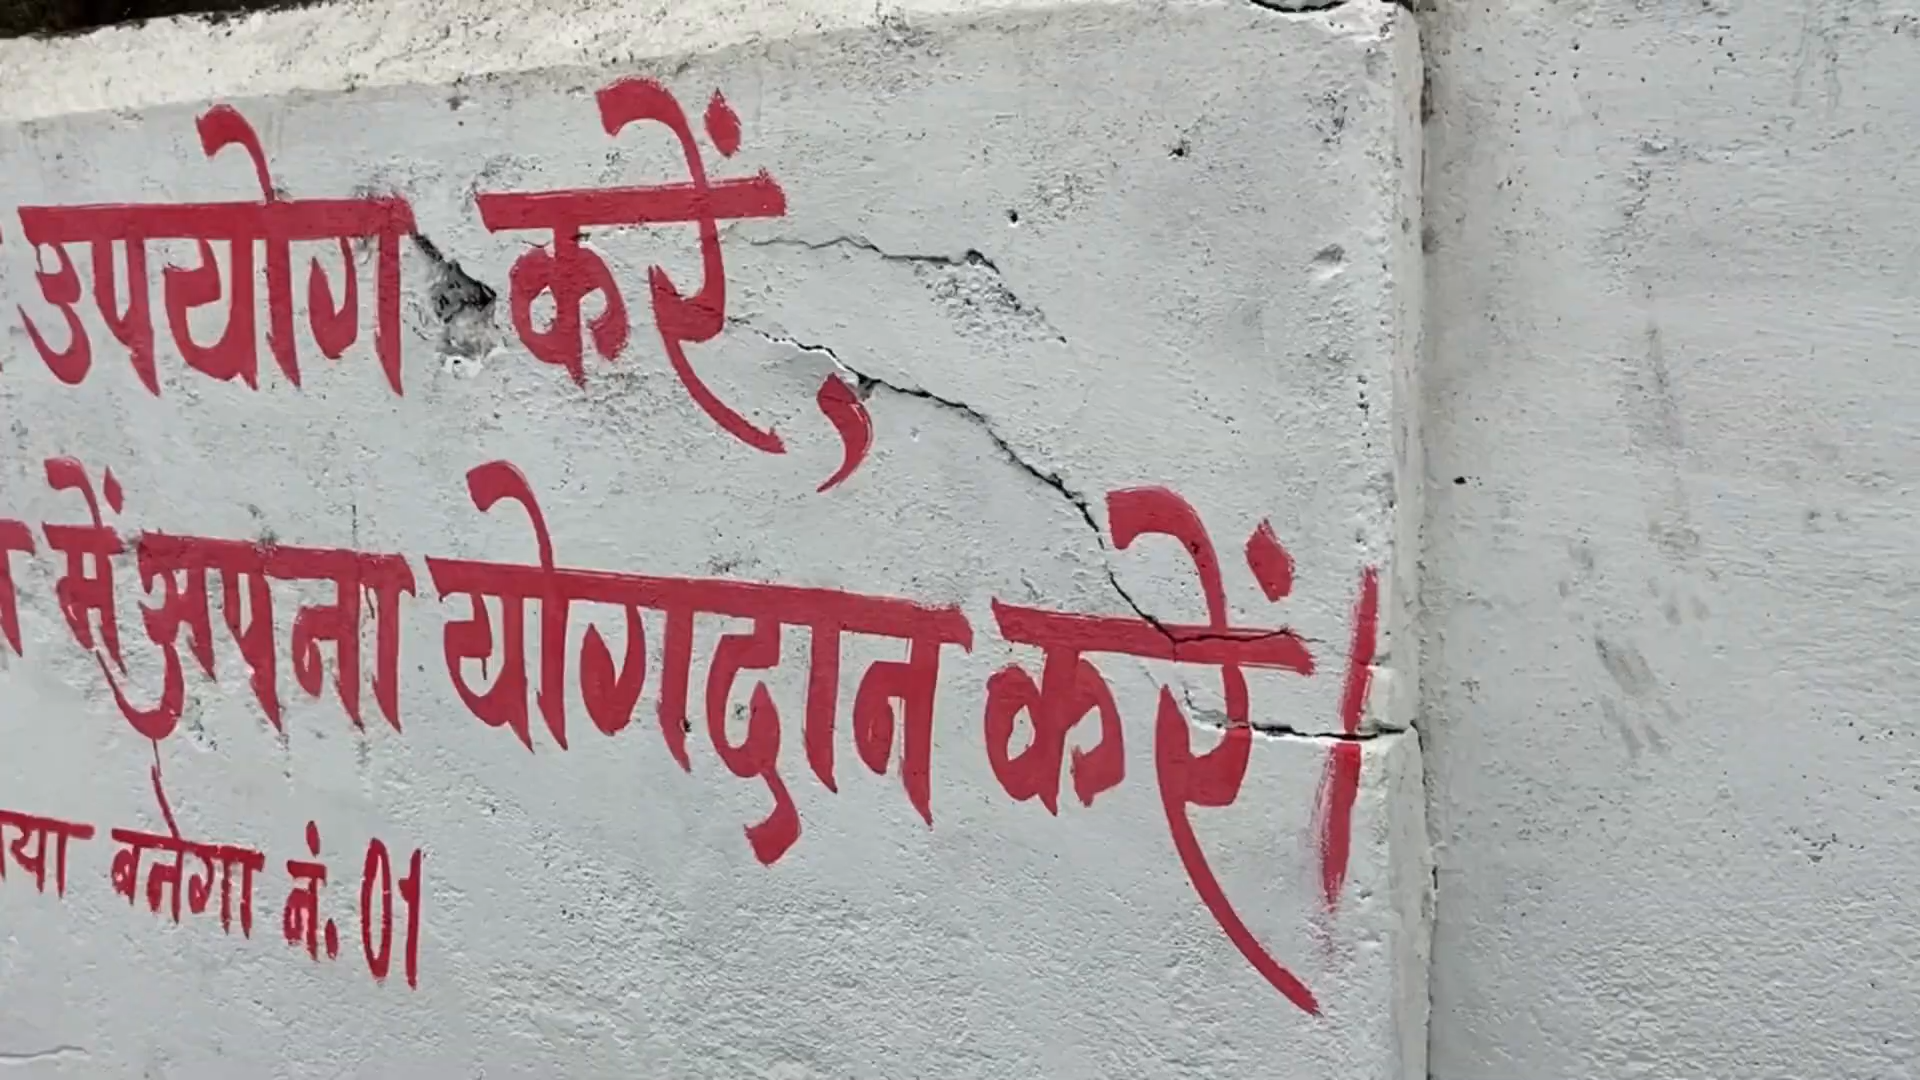 उपयोग करें,
में अपना योगदान करें।
बनेगा नं. 01